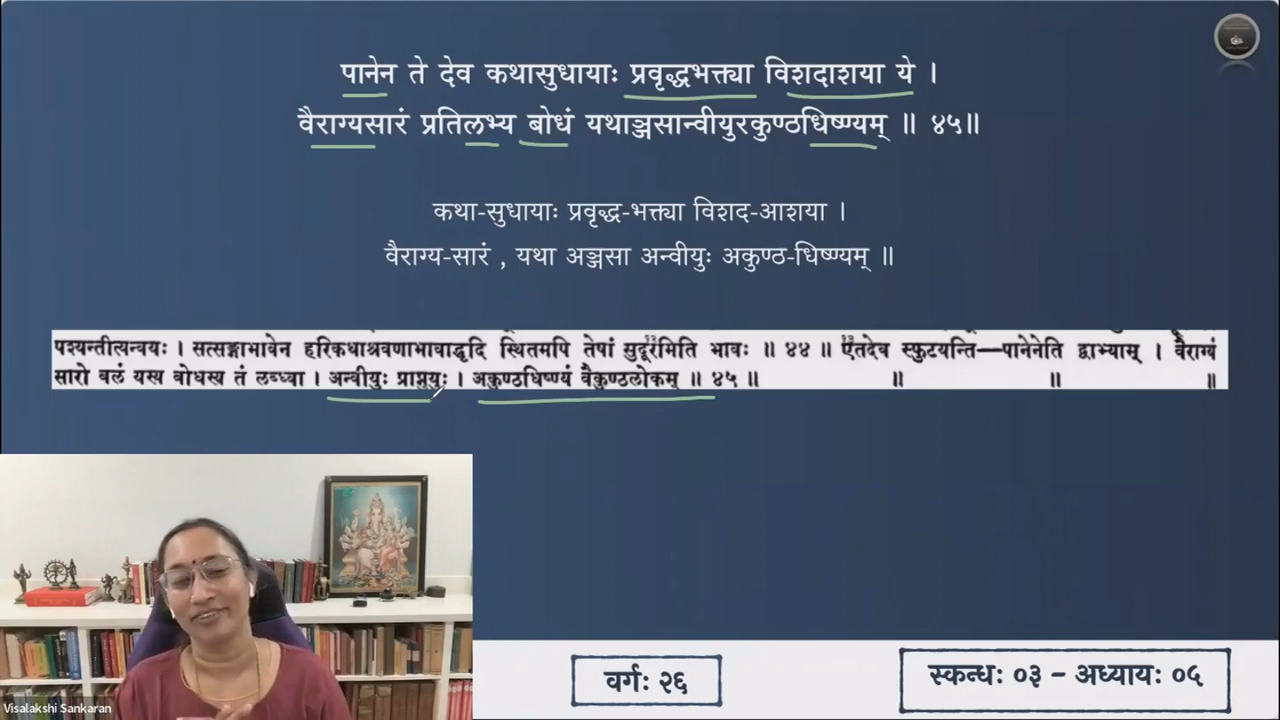 पानेन ते देव कथासुधायाः प्रवृद्धभक्त्या विशदाशया ये ।
वैराग्यसारं प्रतिलभ्य बोधं यथाञ्जसान्वीयुरकुण्ठधिष्ण्यम् ॥ ४५॥
कथा-सुधायाः प्रवृद्ध-भक्त्या विशद-आशया ।
वैराग्य-सारं , यथा अञ्जसा अन्वीयुः अकुण्ठ-धिष्ण्यम् ॥
पश्यन्तीत्यन्वयः । सत्सङ्गाभावेन हरिकथाश्रवणाभावाद्धृदि स्थितमपि तेषां सुदूरमिति भावः ॥ ४४ ॥ एतदेव स्फुटयन्ति—पानेनेति द्वाभ्याम् । वैराग्यं
सारो बलं यस्य बोधस्य तं लब्ध्वा । अन्वीयुः प्राप्नुयुः । अकुण्ठधिष्ण्यं वैकुण्ठलोकम् ॥ ४५ ॥ ॥ ॥ ॥
Visalakshi Sankaran
वर्गः २६
स्कन्धः ०३ – अध्यायः ०५